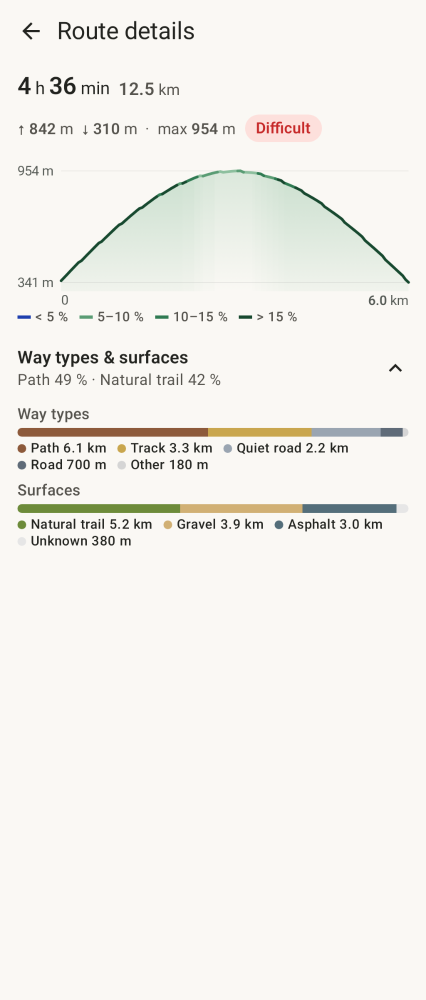 Route details
4 h 36 min 12.5 km
↑ 842 m ↓ 310 m · max 954 m Difficult
954 m
341 m
0 6.0 km
< 5 % 5–10 % 10–15 % > 15 %
Way types & surfaces
Path 49 % · Natural trail 42 %
Way types
Path 6.1 km Track 3.3 km Quiet road 2.2 km
Road 700 m Other 180 m
Surfaces
Natural trail 5.2 km Gravel 3.9 km Asphalt 3.0 km
Unknown 380 m